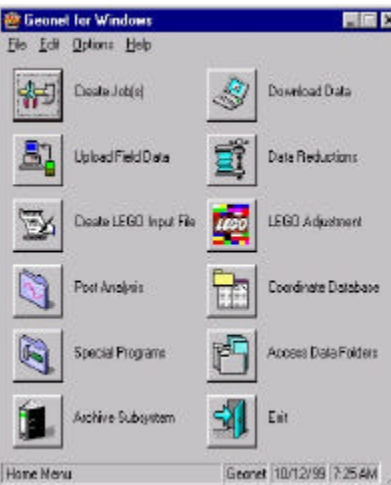 Geonet for Windows
File Edit Options Help
Create Job(s) Download Data
Upload Field Data Data Reductions
Create LEGO Input File LEGO LEGO Adjustment
Post Analysis Coordinate Database
Special Programs Access Data Folders
Archive Subsystem Exit
Home Menu Geonet 10/12/99 7:25 AM